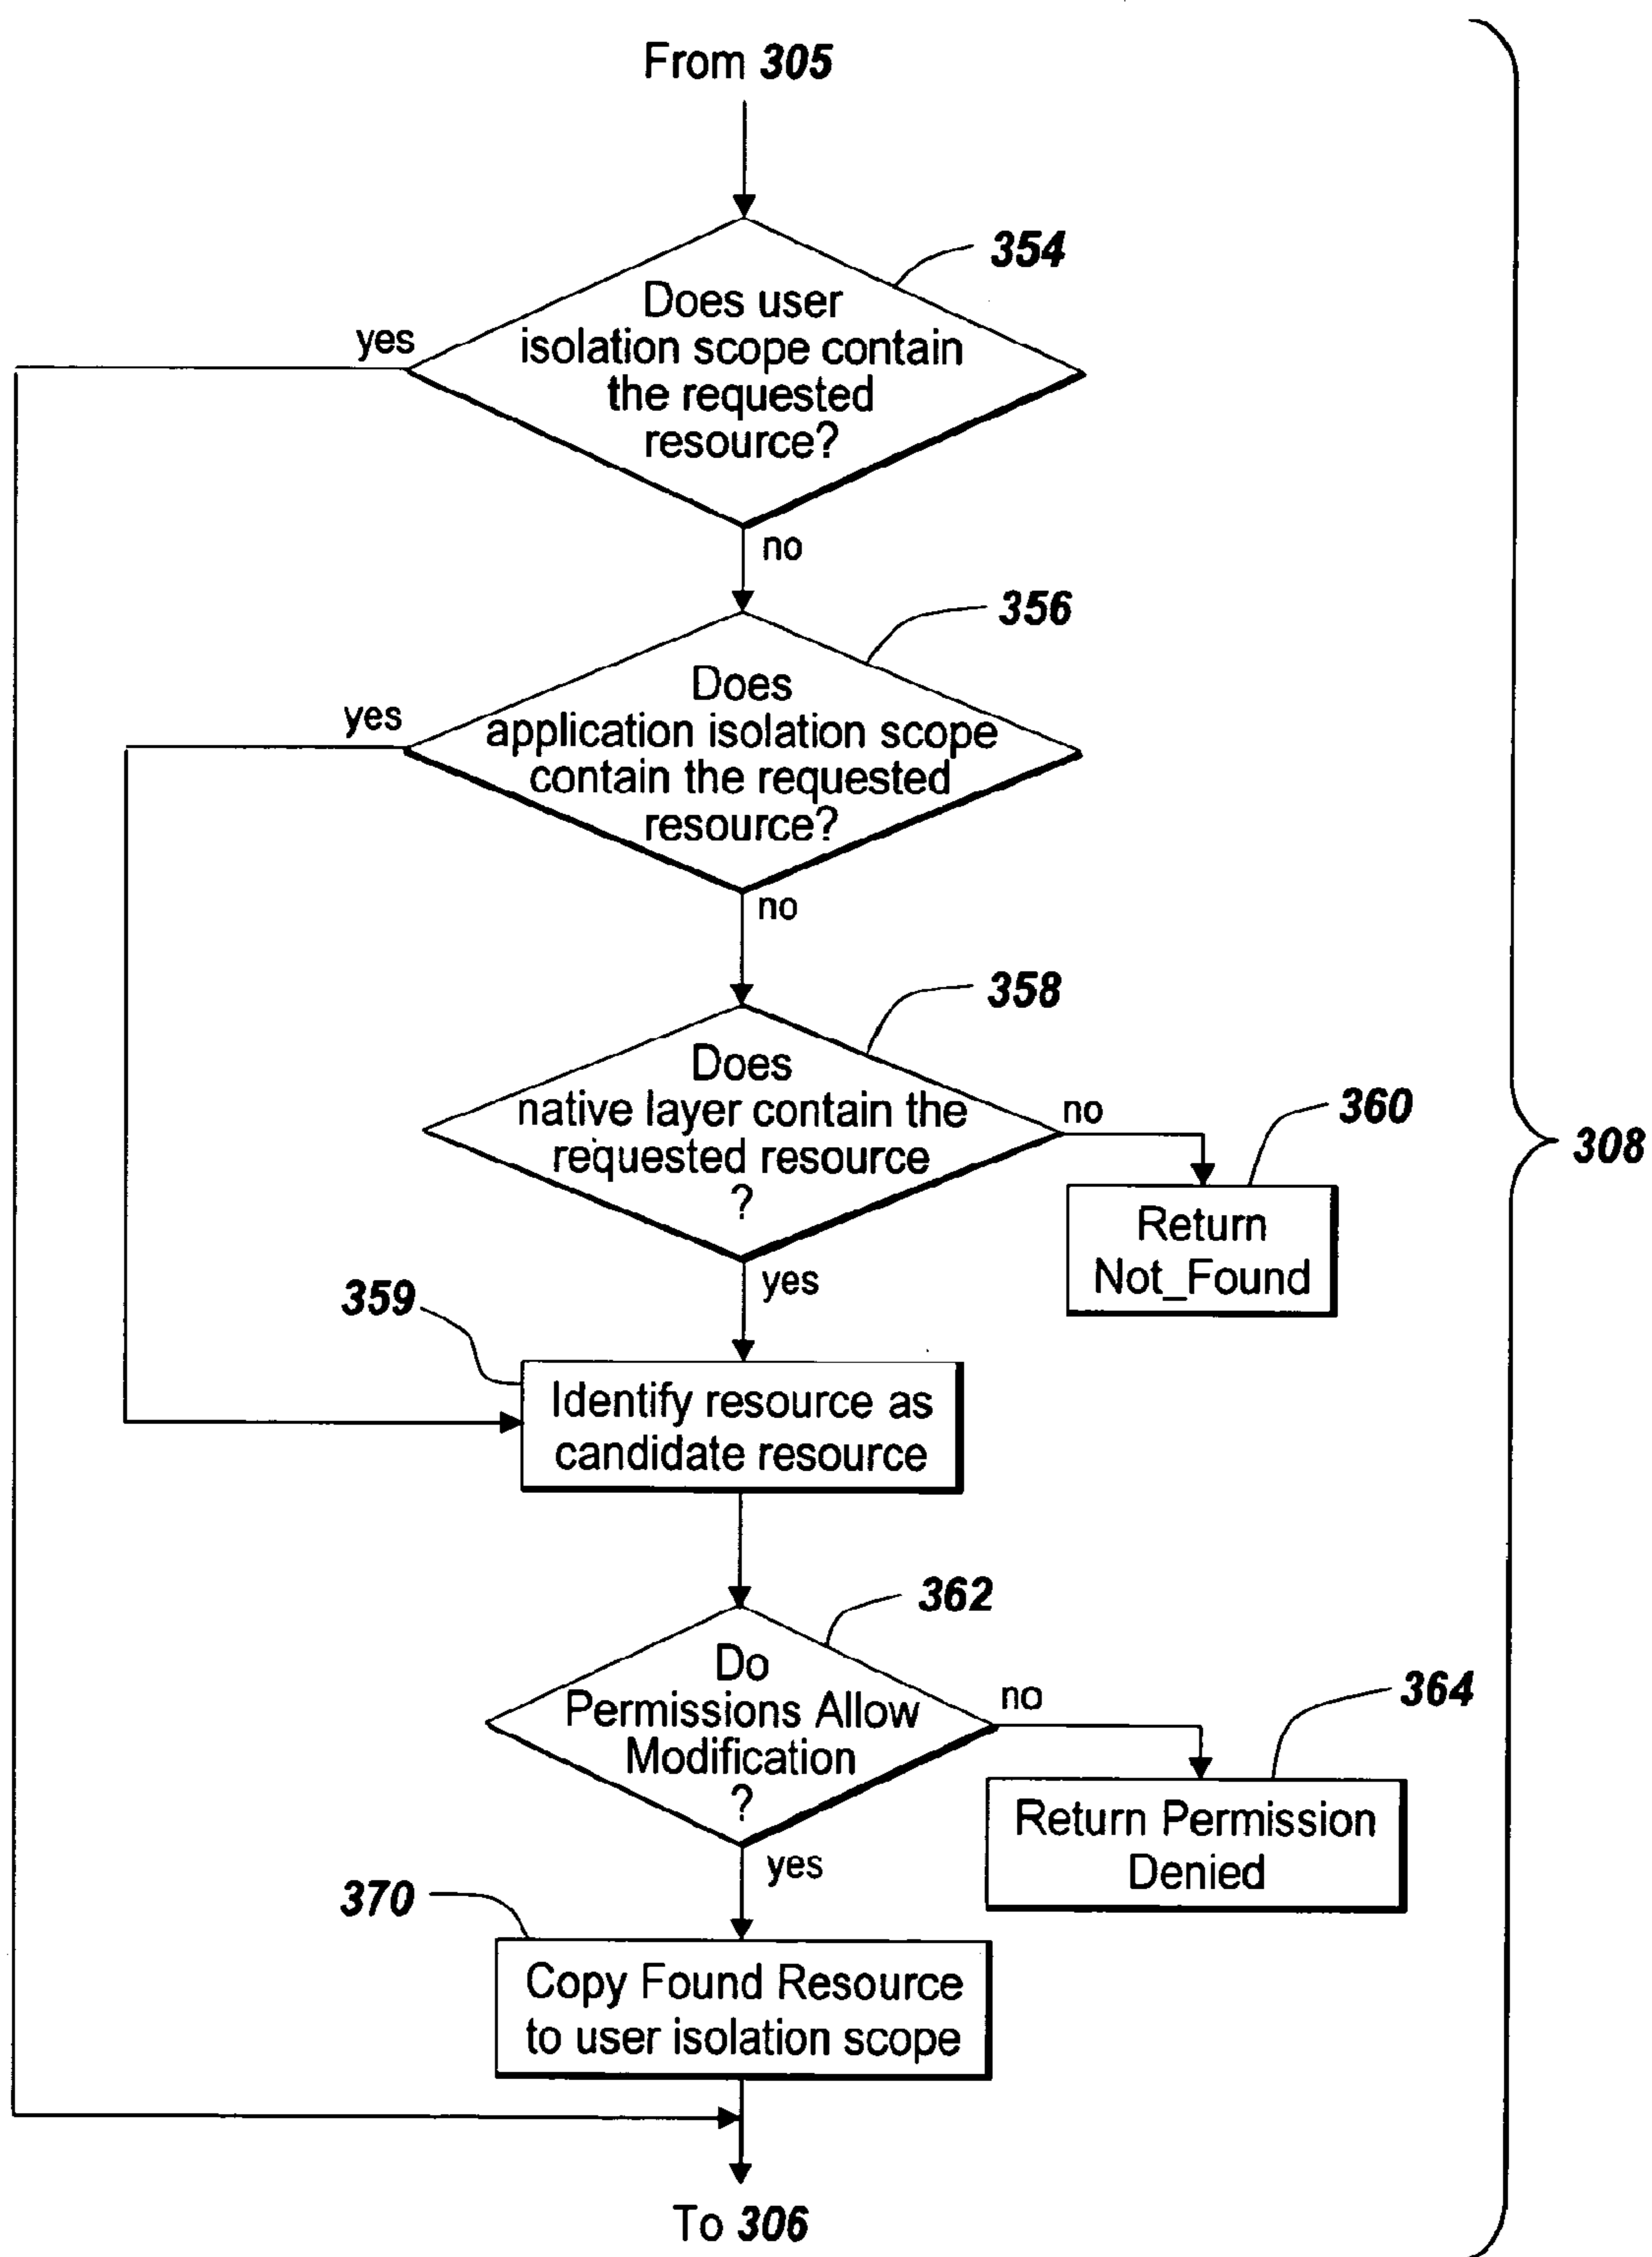 From 305
354
Does user
isolation scope contain
the requested
resource?
yes
no
356
Does
application isolation scope
contain the requested
resource?
yes
no
358
Does
native layer contain the
requested resource
?
no
360
Return
Not_Found
308
yes
359
Identify resource as
candidate resource
362
Do
Permissions Allow
Modification
?
no
364
Return Permission
Denied
yes
370
Copy Found Resource
to user isolation scope
To 306